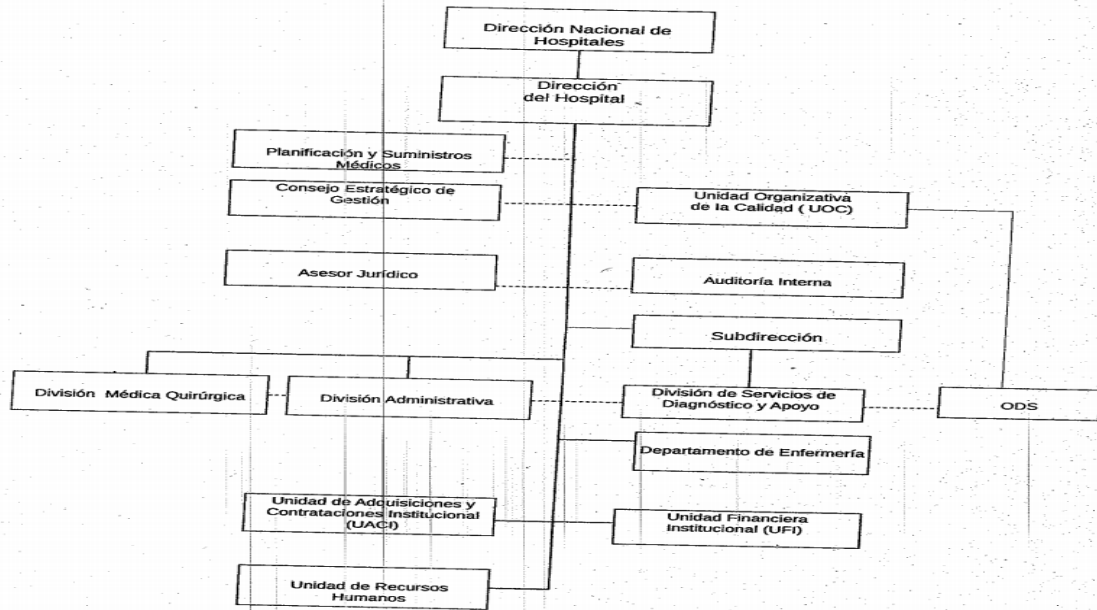 Dirección Nacional de
Hospitales
Dirección
del Hospital
Planificación y Suministros
Médicos
Consejo Estratégico de
Gestión
Unidad Organizativa
de la Calidad ( UOC)
Asesor Jurídico
Auditoría Interna
Subdirección
División Médica Quirúrgica
División Administrativa
División de Servicios de
Diagnóstico y Apoyo
ODS
Departamento de Enfermería
Unidad de Adquisiciones y
Contrataciones Institucional
(UACI)
Unidad Financiera
Institucional (UFI)
Unidad de Recursos
Humanos